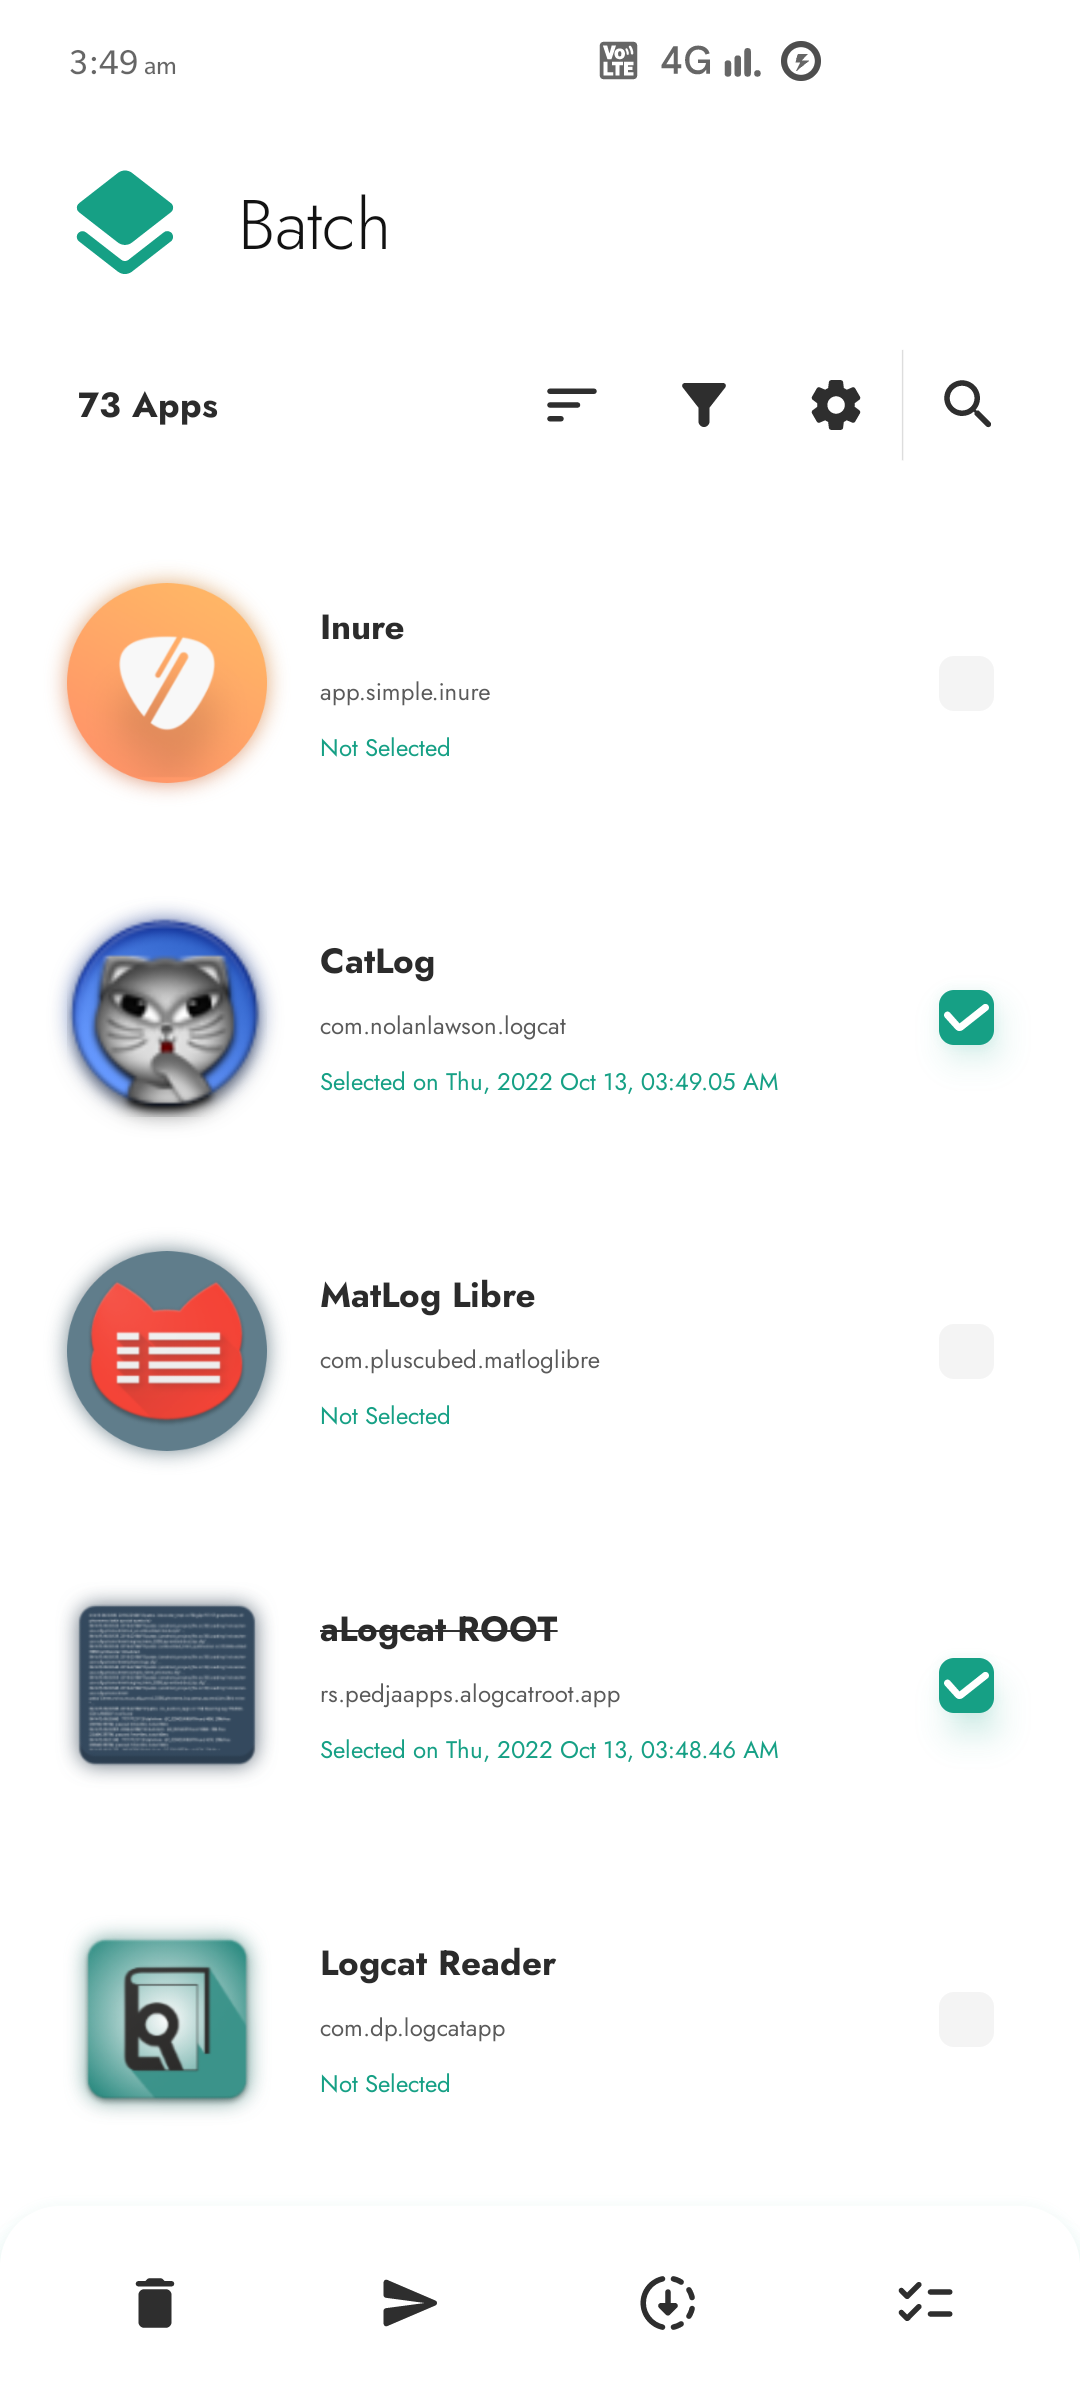 3:49 am
Vo LTE 4G
Batch
73 Apps
Inure
app.simple.inure
Not Selected
CatLog
com.nolanlawson.logcat
Selected on Thu, 2022 Oct 13, 03:49.05 AM
MatLog Libre
com.pluscubed.matloglibre
Not Selected
aLogcat ROOT
rs.pedjaapps.alogcatroot.app
Selected on Thu, 2022 Oct 13, 03:48.46 AM
Logcat Reader
com.dp.logcatapp
Not Selected